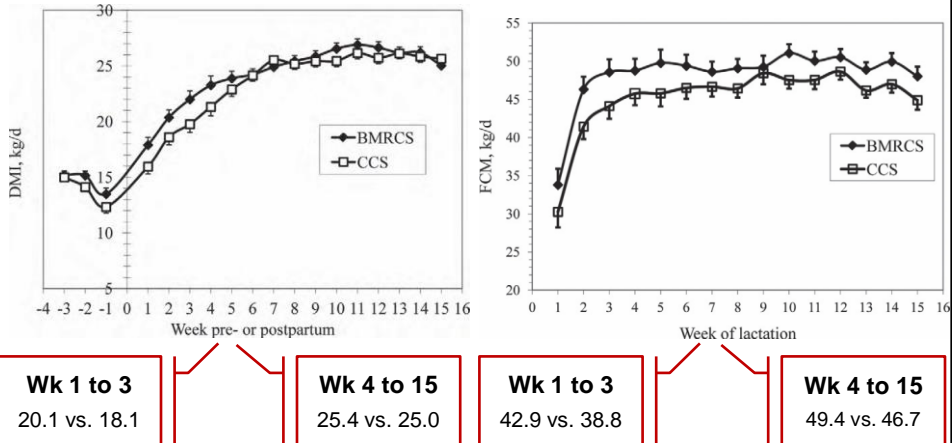 30
25
20
15
10
5
DMI, kg/d
BMRCS
CCS
-4 -3 -2 -1 0 1 2 3 4 5 6 7 8 9 10 11 12 13 14 15 16
Week pre- or postpartum
55
50
45
40
35
30
25
20
FCM, kg/d
BMRCS
CCS
0 1 2 3 4 5 6 7 8 9 10 11 12 13 14 15 16
Week of lactation
Wk 1 to 3
20.1 vs. 18.1
Wk 4 to 15
25.4 vs. 25.0
Wk 1 to 3
42.9 vs. 38.8
Wk 4 to 15
49.4 vs. 46.7